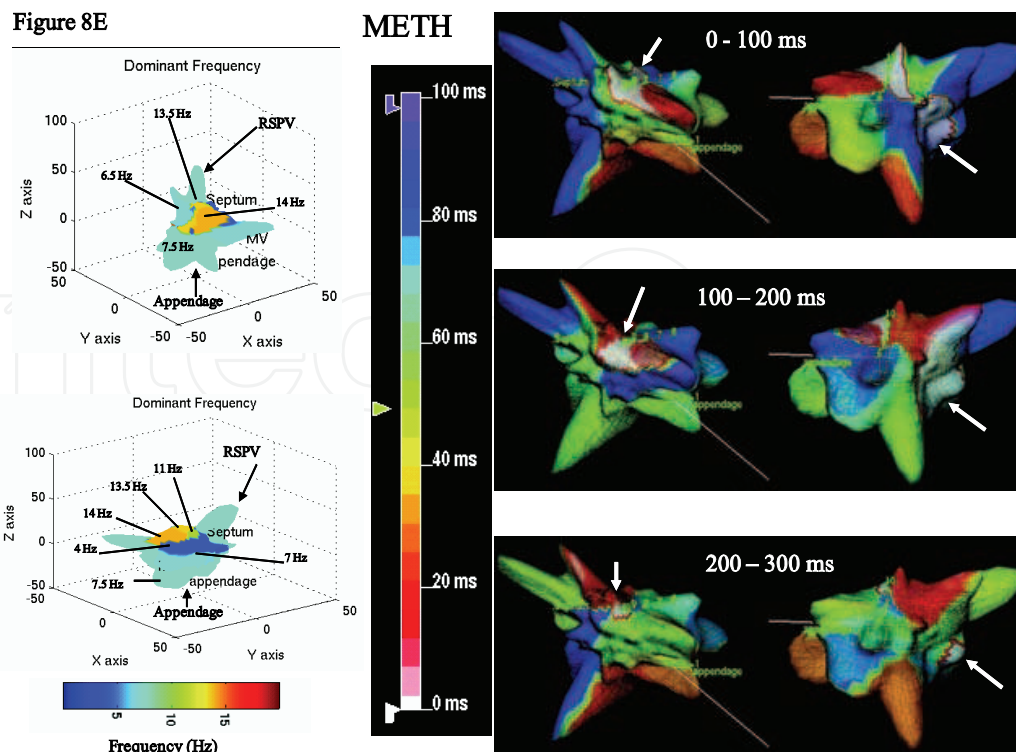 Figure 8E
METH
Dominant Frequency
100
50
0
-50
Z axis
50
0
-50
Y axis
-50
0
50
X axis
13.5 Hz
RSPV
6.5 Hz
Septum
14 Hz
7.5 Hz
MV
pendage
Appendage
Dominant Frequency
100
50
0
-50
Z axis
-50
0
50
X axis
-50
0
50
Y axis
RSPV
11 Hz
13.5 Hz
14 Hz
Septum
4 Hz
7 Hz
7.5 Hz
appendage
Appendage
5
10
15
Frequency (Hz)
100 ms
80 ms
60 ms
40 ms
20 ms
0 ms
0 - 100 ms
Septum
appendage
100 – 200 ms
appendage
200 – 300 ms
appendage